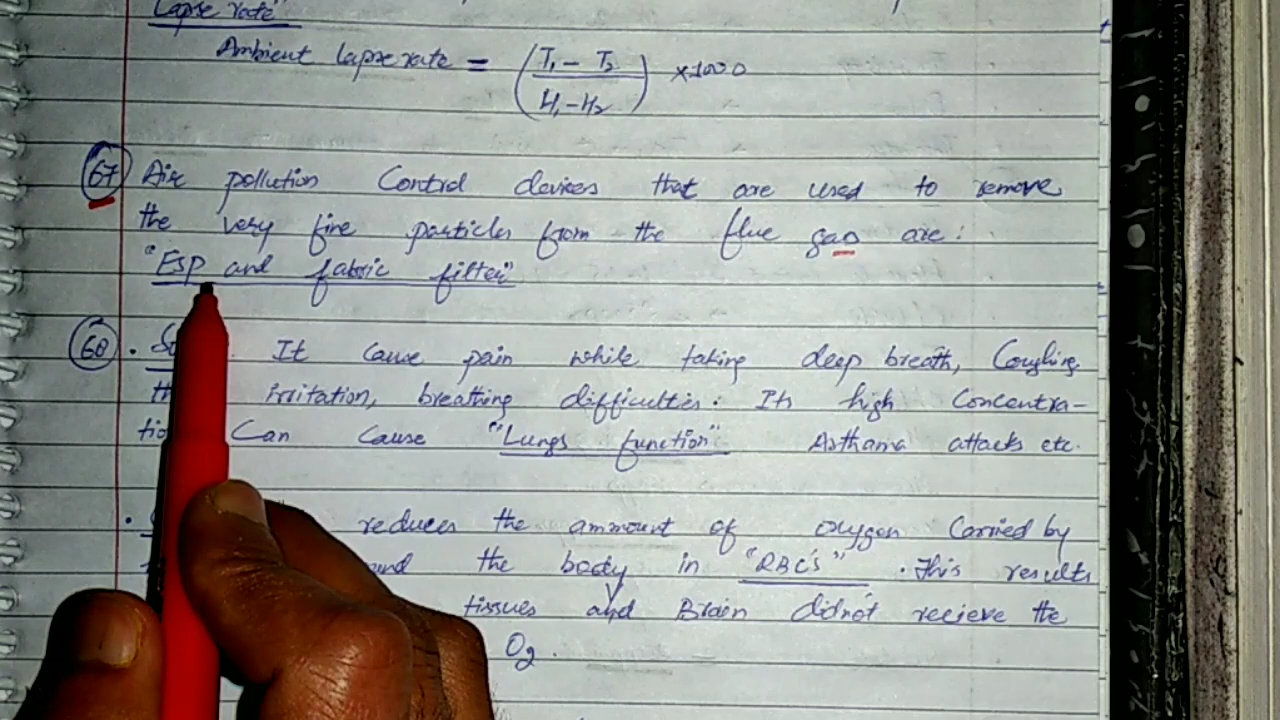 Lapse rate"
Ambient lapse rate = (T1 - T2 / H1-H2) ×1000
67 Air pollution Control devices that are used to remove
the very fine particles from the flue gas are:
"ESP and fabric filter"
68 . It cause pain while taking deep breath, Coughing
irritation, breathing difficulties. Its high Concentra-
tion Can Cause "Lungs function" Asthama attacks etc.
. reduces the ammount of oxygen Carried by
the body in "RBC's". This results
tissues and Brain didnot recieve the
O2.